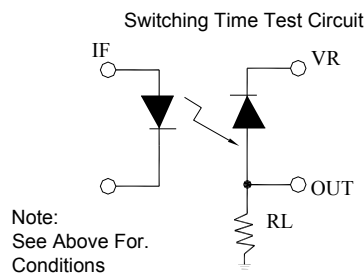 Switching Time Test Circuit
IF
VR
OUT
RL
Note:
See Above For.
Conditions